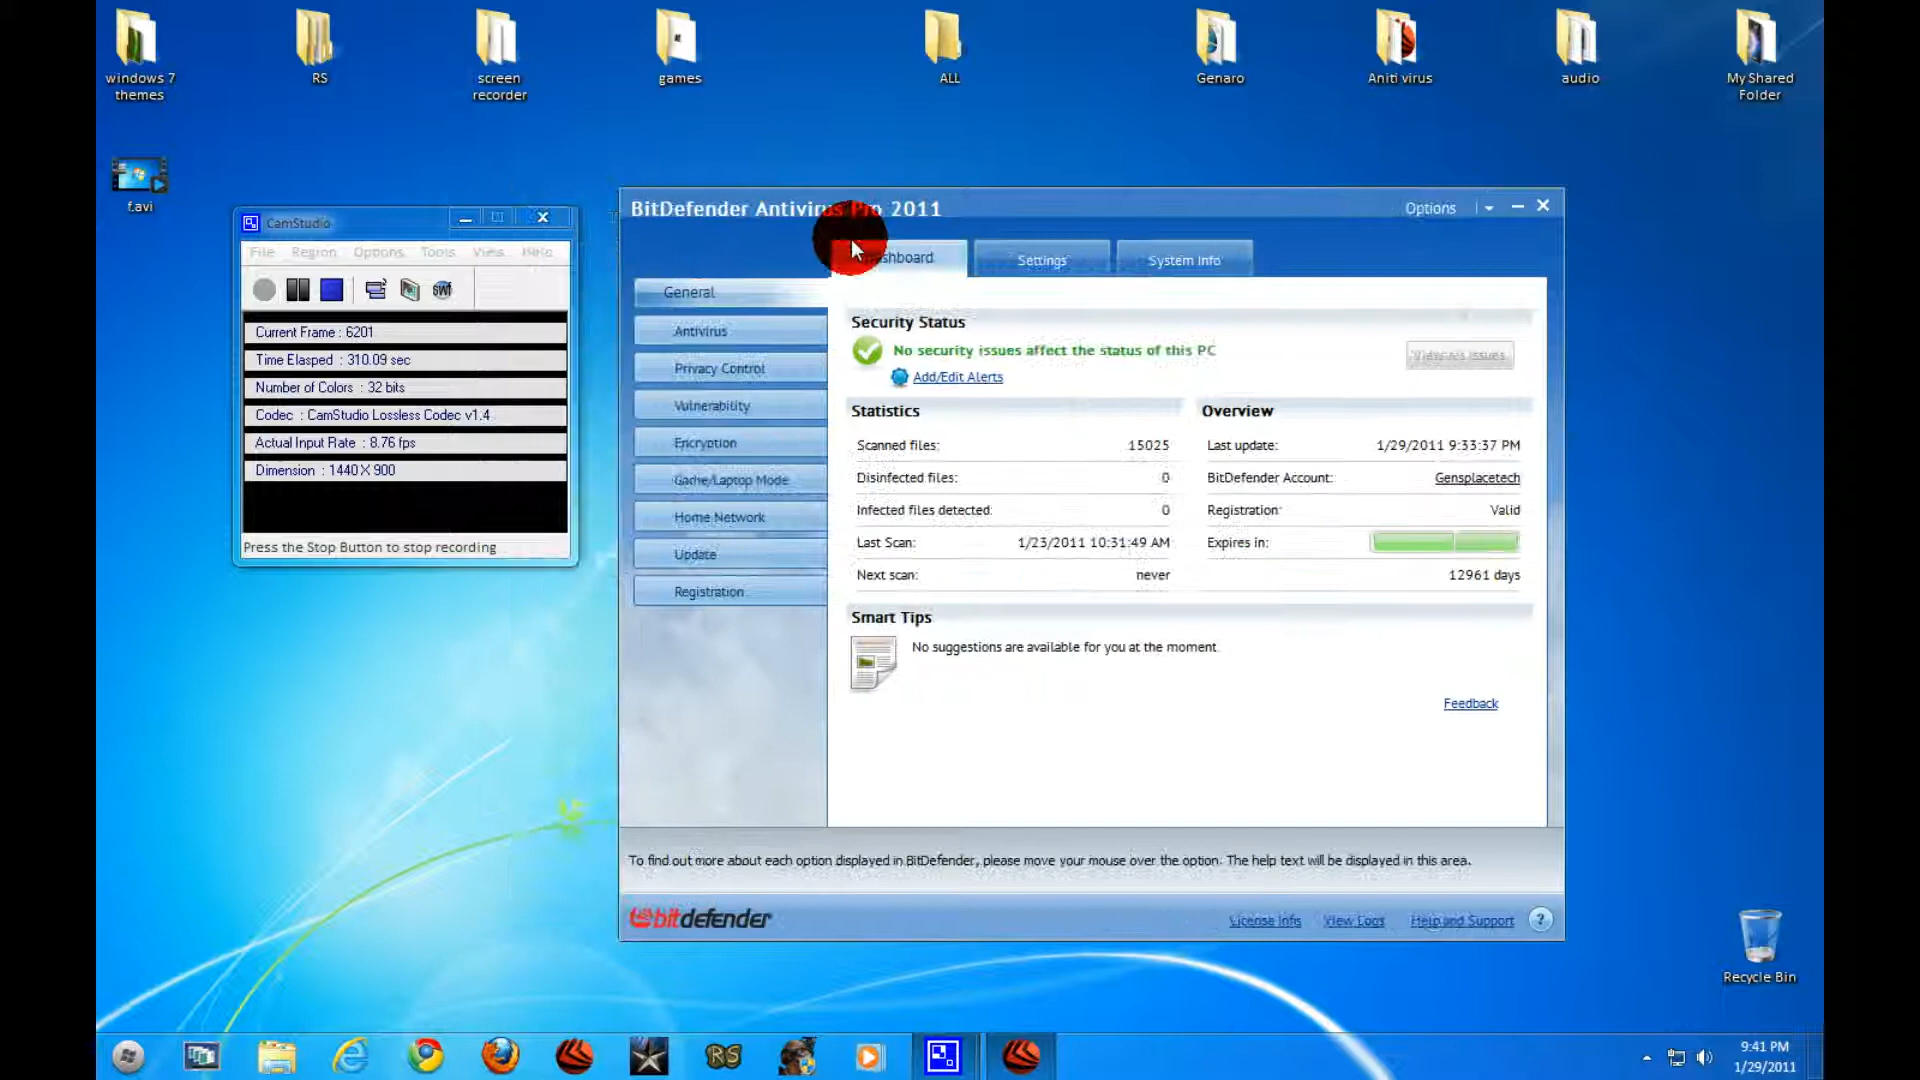 windows 7
themes
RS
screen
recorder
games
ALL
Genaro
Aniti virus
audio
My Shared
Folder
f.avi
CamStudio
File Region Options Tools View Help
Current Frame : 6201
Time Elasped : 310.09 sec
Number of Colors : 32 bits
Codec : CamStudio Lossless Codec v1.4
Actual Input Rate : 8.76 fps
Dimension : 1440 X 900
Press the Stop Button to stop recording
BitDefender Antivirus Pro 2011
Options
Settings
System Info
General
Antivirus
Privacy Control
Vulnerability
Encryption
Game/Laptop Mode
Home Network
Update
Registration
Security Status
No security issues affect the status of this PC
Add/Edit Alerts
Statistics
Scanned files: 15025
Disinfected files: 0
Infected files detected: 0
Last Scan: 1/23/2011 10:31:49 AM
Next scan: never
Overview
Last update: 1/29/2011 9:33:37 PM
BitDefender Account: Gensplacetech
Registration: Valid
Expires in:
12961 days
Smart Tips
No suggestions are available for you at the moment.
Feedback
To find out more about each option displayed in BitDefender, please move your mouse over the option. The help text will be displayed in this area.
bitdefender
License Info View Logs Help and Support ?
Recycle Bin
RS
9:41 PM
1/29/2011